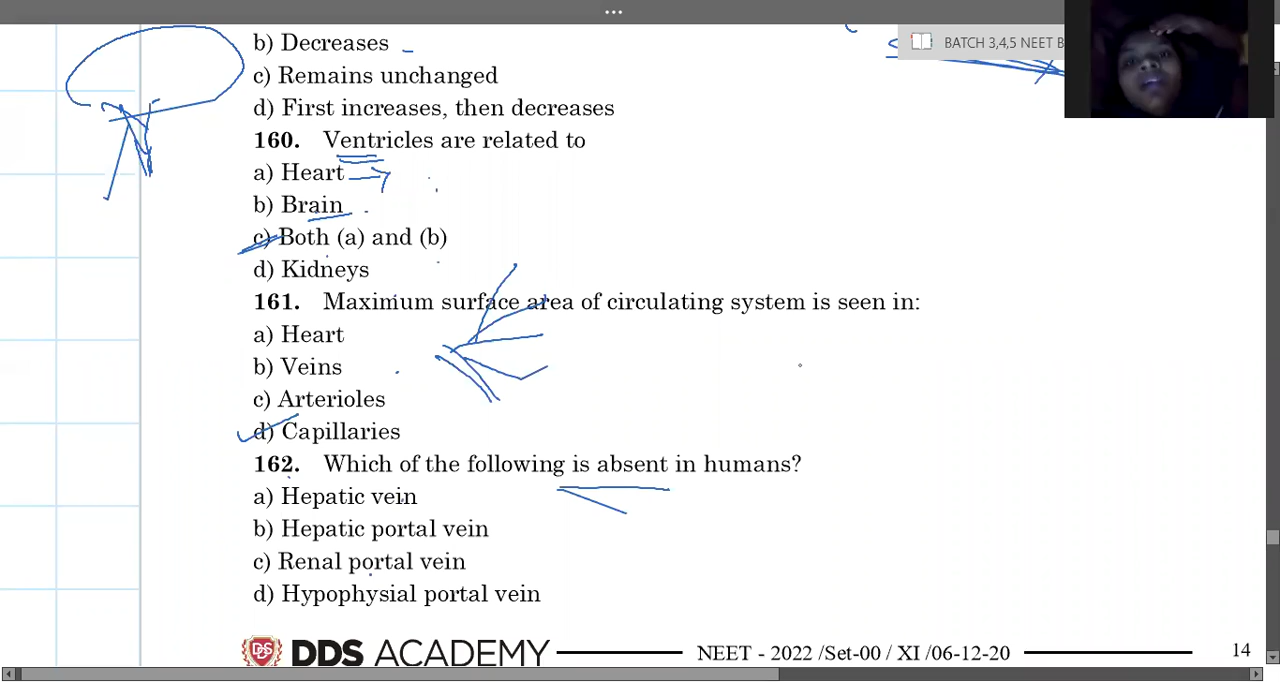 b) Decreases
BATCH 3,4,5 NEET B
c) Remains unchanged
d) First increases, then decreases
160. Ventricles are related to
a) Heart
b) Brain
c) Both (a) and (b)
d) Kidneys
161. Maximum surface area of circulating system is seen in:
a) Heart
b) Veins
c) Arterioles
d) Capillaries
162. Which of the following is absent in humans?
a) Hepatic vein
b) Hepatic portal vein
c) Renal portal vein
d) Hypophysial portal vein
DDS ACADEMY NEET - 2022 /Set-00 / XI /06-12-20 14